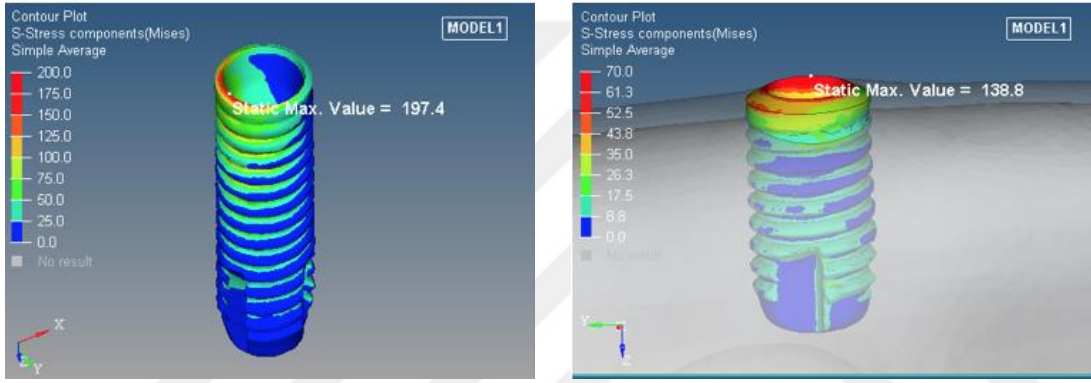 Contour Plot
S-Stress components(Mises)
Simple Average
MODEL1
200.0
175.0
150.0
125.0
100.0
75.0
50.0
25.0
0.0
No result
Static Max. Value = 197.4
X
Z
Y
Contour Plot
S-Stress components(Mises)
Simple Average
MODEL1
70.0
61.3
52.5
43.8
35.0
26.3
17.5
8.8
0.0
No result
Static Max. Value = 138.8
Y
Z